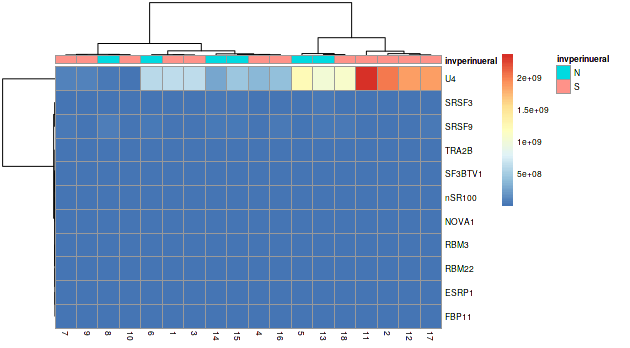 invperinueral
U4
SRSF3
SRSF9
TRA2B
SF3BTV1
nSR100
NOVA1
RBM3
RBM22
ESRP1
FBP11
7 9 8 10 6 1 3 14 15 4 16 5 13 18 11 2 12 17
2e+09
1.5e+09
1e+09
5e+08
invperinueral
N
S